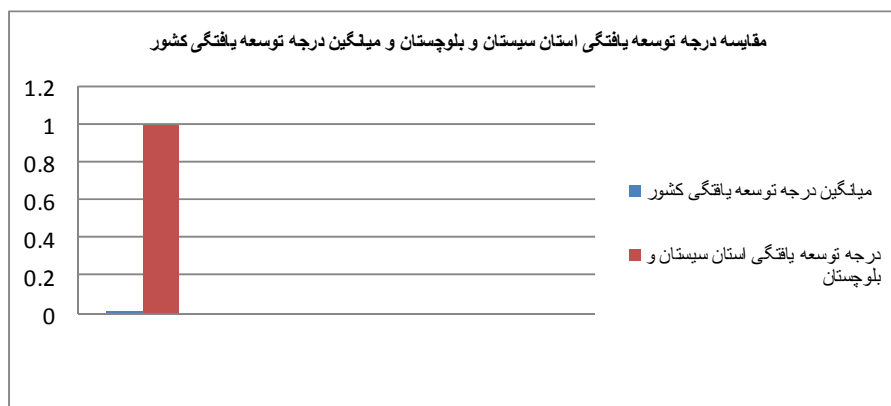 مقایسه درجه توسعه یافتگی استان سیستان و بلوچستان و میانگین درجه توسعه یافتگی کشور
1.2
1
0.8
0.6
0.4
0.2
0
میانگین درجه توسعه یافتگی کشور
درجه توسعه یافتگی استان سیستان و
بلوچستان